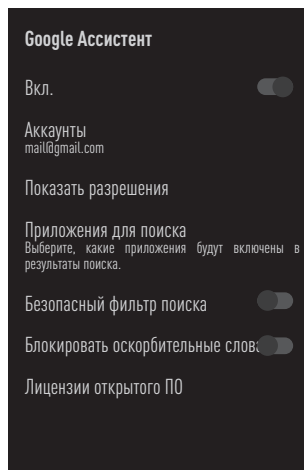 Google Ассистент
Вкл.
Аккаунты
mail@gmail.com
Показать разрешения
Приложения для поиска
Выберите, какие приложения будут включены в
результаты поиска.
Безопасный фильтр поиска
Блокировать оскорбительные слова
Лицензии открытого ПО